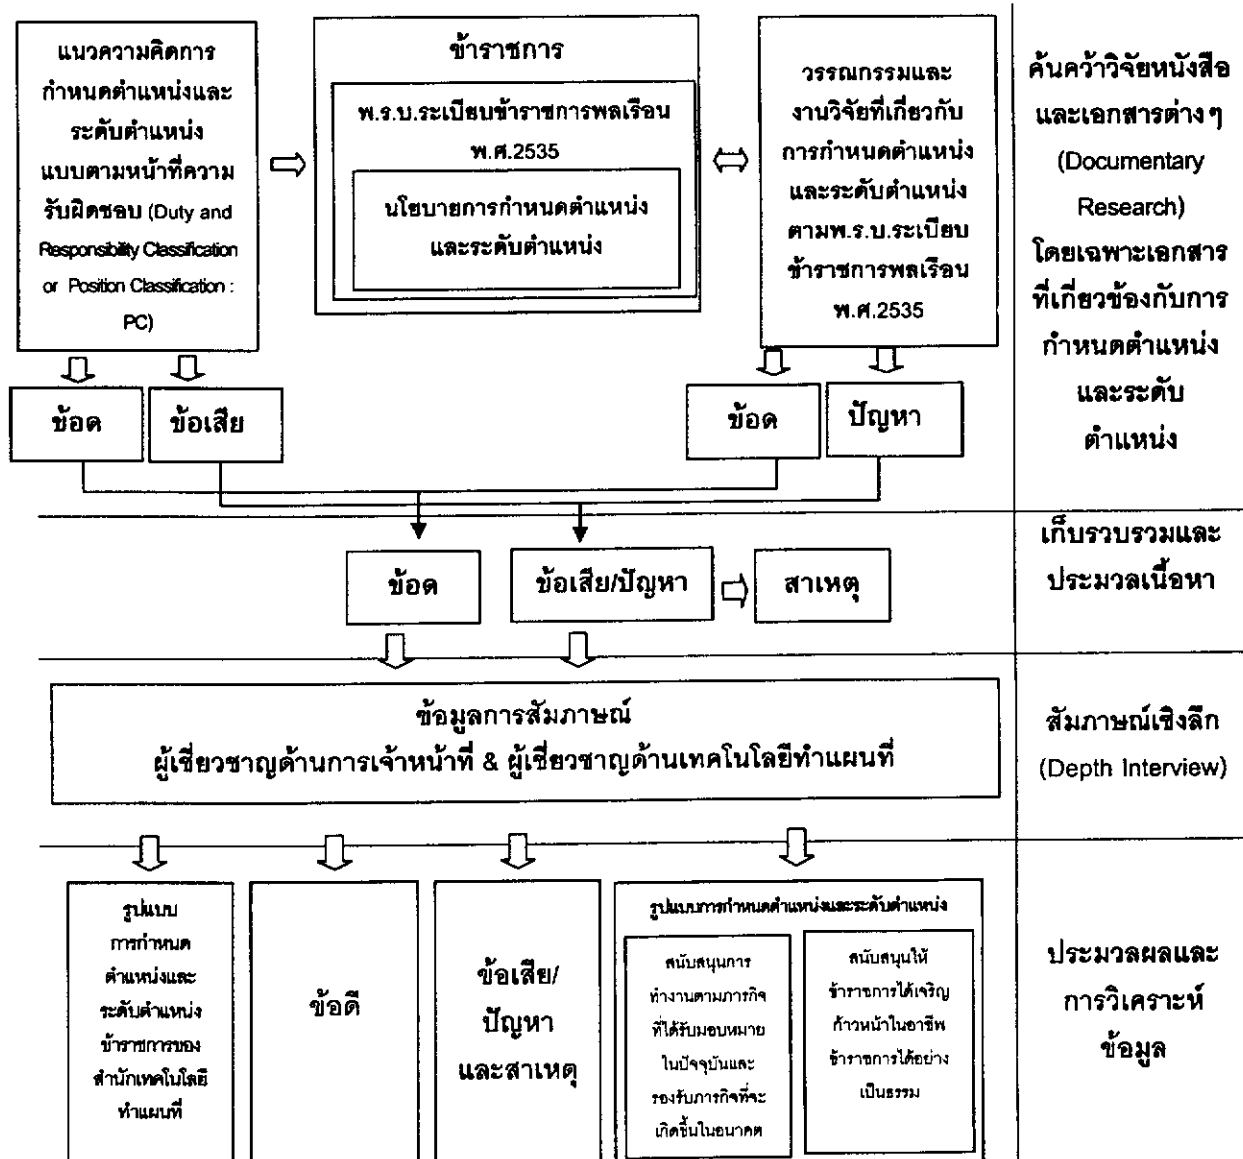 แนวความคิดการ
กำหนดตำแหน่งและ
ระดับตำแหน่ง
แบบตามหน้าที่ความ
รับผิดชอบ (Duty and
Responsibility Classification
or Position Classification :
PC)
ข้าราชการ
พ.ร.บ.ระเบียบข้าราชการพลเรือน
พ.ศ.2535
นโยบายการกำหนดตำแหน่ง
และระดับตำแหน่ง
วรรณกรรมและ
งานวิจัยที่เกี่ยวกับ
การกำหนดตำแหน่ง
และระดับตำแหน่ง
ตามพ.ร.บ.ระเบียบ
ข้าราชการพลเรือน
พ.ศ.2535
ค้นคว้าวิจัยหนังสือ
และเอกสารต่างๆ
(Documentary
Research)
โดยเฉพาะเอกสาร
ที่เกี่ยวข้องกับการ
กำหนดตำแหน่ง
และระดับ
ตำแหน่ง
ข้อด
ข้อเสีย
ข้อด
ปัญหา
ข้อด
ข้อเสีย/ปัญหา
สาเหตุ
เก็บรวบรวมและ
ประมวลเนื้อหา
ข้อมูลการสัมภาษณ์
ผู้เชี่ยวชาญด้านการเจ้าหน้าที่ & ผู้เชี่ยวชาญด้านเทคโนโลยีทำแผนที่
สัมภาษณ์เชิงลึก
(Depth Interview)
รูปแบบ
การกำหนด
ตำแหน่งและ
ระดับตำแหน่ง
ข้าราชการของ
สำนักเทคโนโลยี
ทำแผนที่
ข้อดี
ข้อเสีย/
ปัญหา
และสาเหตุ
รูปแบบการกำหนดตำแหน่งและระดับตำแหน่ง
สนับสนุนการ
ทำงานตามภารกิจ
ที่ได้รับมอบหมาย
ในปัจจุบันและ
รองรับภารกิจที่จะ
เกิดขึ้นในอนาคต
สนับสนุนให้
ข้าราชการได้เจริญ
ก้าวหน้าในอาชีพ
ข้าราชการได้อย่าง
เป็นธรรม
ประมวลผลและ
การวิเคราะห์
ข้อมูล